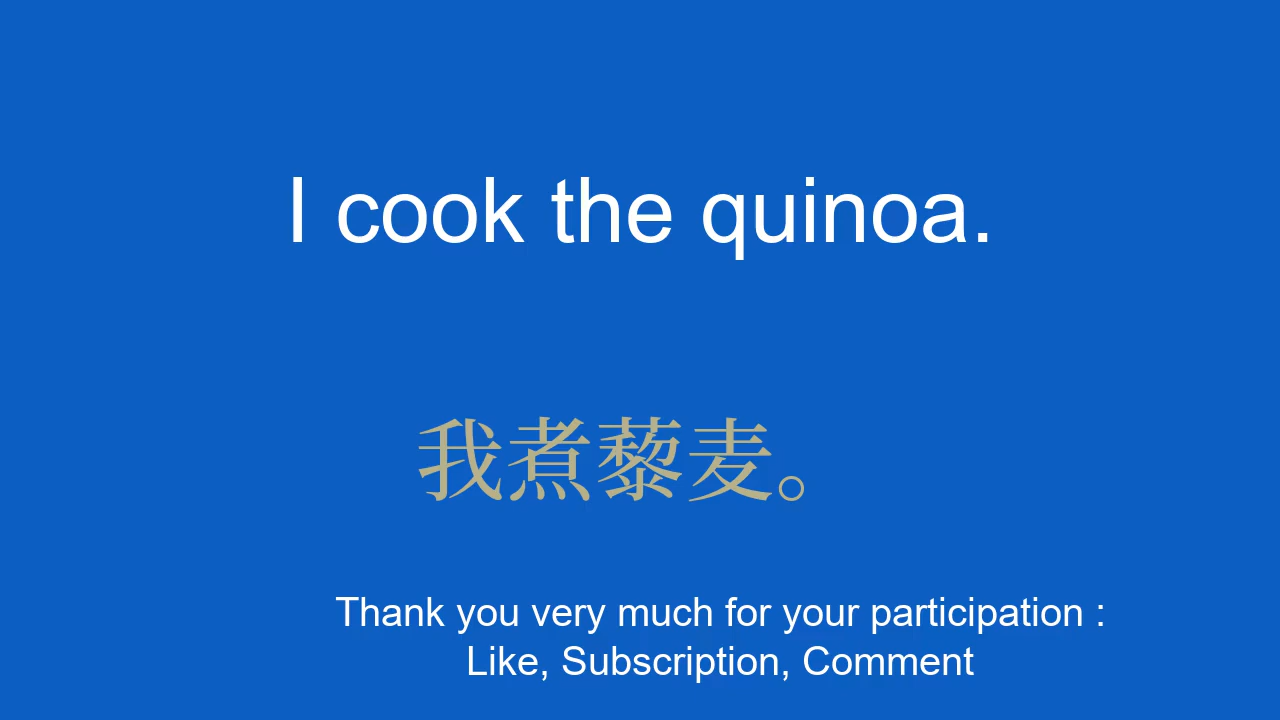 I cook the quinoa.
我煮藜麦。
Thank you very much for your participation :
Like, Subscription, Comment